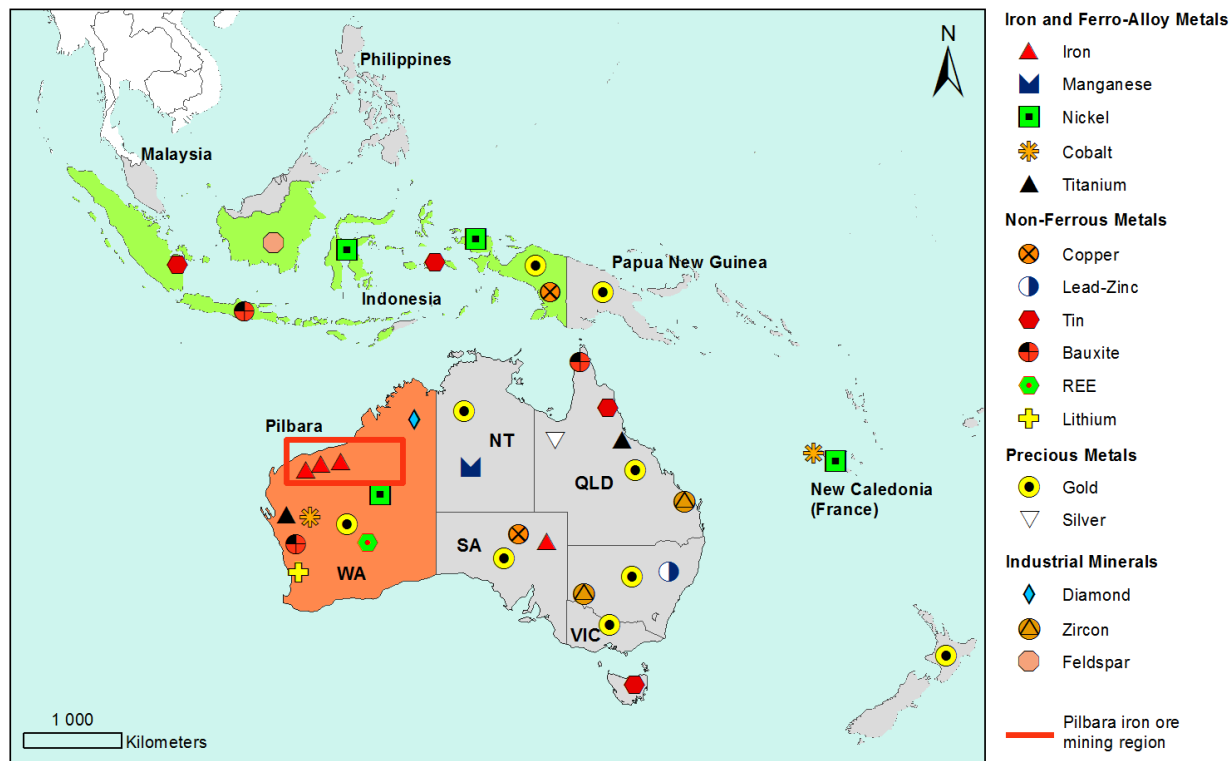 Philippines
N
Malaysia
Papua New Guinea
Indonesia
Pilbara
NT
QLD
New Caledonia
(France)
SA
WA
VIC
1 000
Kilometers
Iron and Ferro-Alloy Metals
Iron
Manganese
Nickel
Cobalt
Titanium
Non-Ferrous Metals
Copper
Lead-Zinc
Tin
Bauxite
REE
Lithium
Precious Metals
Gold
Silver
Industrial Minerals
Diamond
Zircon
Feldspar
Pilbara iron ore
mining region